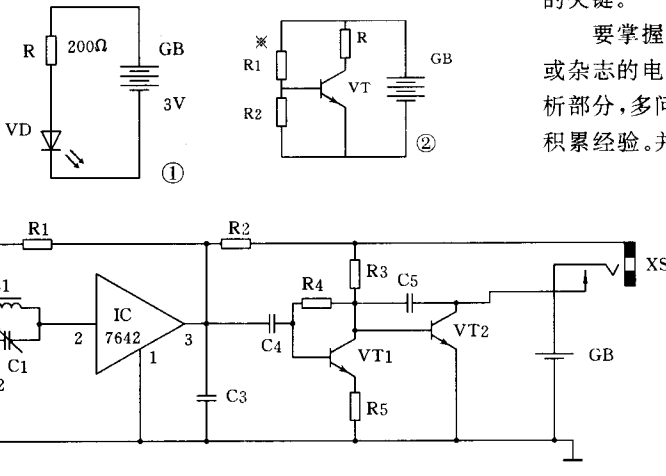 的关键。
要掌握
或杂志的电
析部分，多问
积累经验。并
R 200Ω
GB
3V
VD
①
※
R1
R
R2
VT
GB
②
R1
R2
R3
R4
C5
XS
IC
7642
2
3
1
C1
C4
VT1
VT2
C3
R5
GB